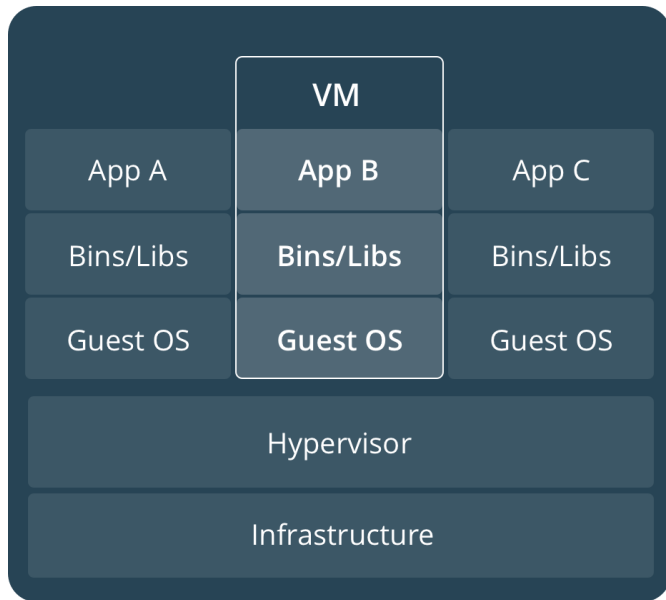 VM
App A App B App C
Bins/Libs Bins/Libs Bins/Libs
Guest OS Guest OS Guest OS
Hypervisor
Infrastructure